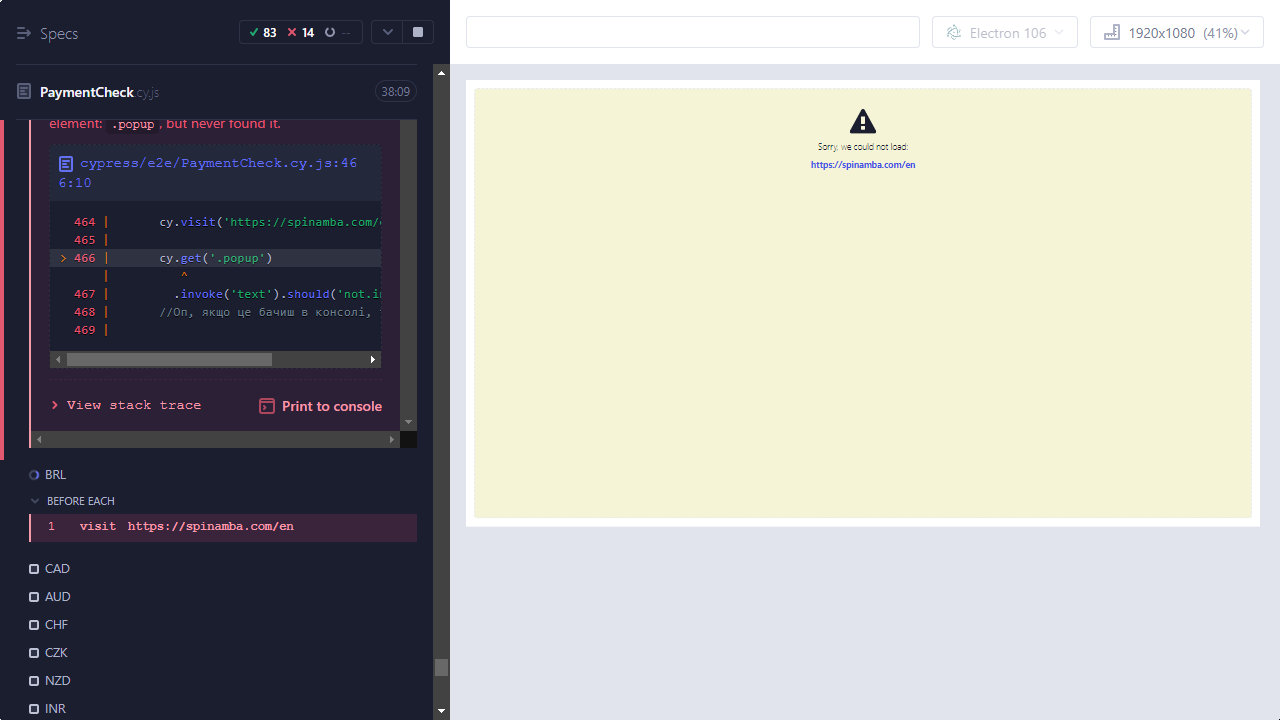 Specs
83 14 --
Electron 106
1920x1080 (41%)
PaymentCheck.cy.js
38:09
element: .popup, but never found it.
cypress/e2e/PaymentCheck.cy.js:46
6:10
464 | cy.visit('https://spinamba.com/
465 |
> 466 | cy.get('.popup')
| ^
467 | .invoke('text').should('not.i
468 | //Оп, якщо це бачиш в консолі,
469 |
View stack trace
Print to console
BRL
BEFORE EACH
1 visit https://spinamba.com/en
CAD
AUD
CHF
CZK
NZD
INR
Sorry, we could not load:
https://spinamba.com/en